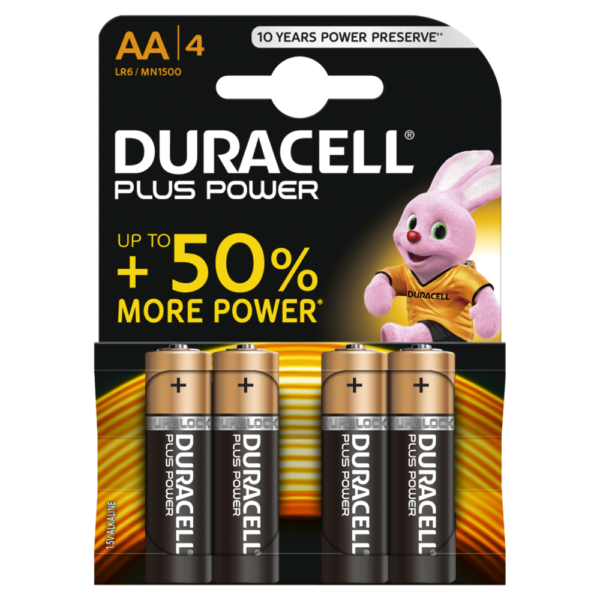 AA|4
LR6 / MN1500
10 YEARS POWER PRESERVE**
DURACELL®
PLUS POWER
UP TO
+ 50%
MORE POWER*
DURACELL
+
+
+
+
DURALOCK
DURALOCK
DURALOCK
DURALOCK
DURACELL
PLUS POWER
DURACELL
PLUS POWER
DURACELL
PLUS POWER
DURACELL
PLUS POWER
1.5V ALKALINE